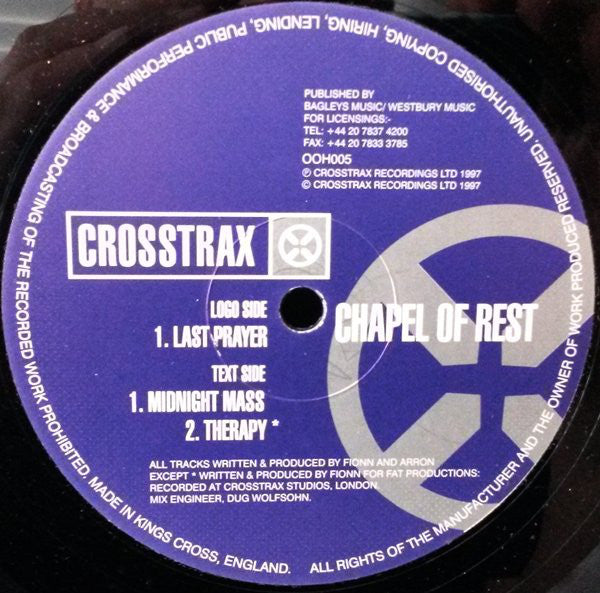 PUBLISHED BY
BAGLEYS MUSIC/ WESTBURY MUSIC
FOR LICENSINGS:-
TEL: +44 20 7837 4200
FAX: +44 20 7833 3785
OOH005
℗ CROSSTRAX RECORDINGS LTD 1997
© CROSSTRAX RECORDINGS LTD 1997
CROSSTRAX
CHAPEL OF REST
LOGO SIDE
1. LAST PRAYER
TEXT SIDE
1. MIDNIGHT MASS
2. THERAPY *
ALL TRACKS WRITTEN & PRODUCED BY FIONN AND ARRON
EXCEPT * WRITTEN & PRODUCED BY FIONN FOR FAT PRODUCTIONS:
RECORDED AT CROSSTRAX STUDIOS, LONDON.
MIX ENGINEER, DUG WOLFSOHN.
ALL RIGHTS OF THE MANUFACTURER AND THE OWNER OF WORK PRODUCED RESERVED. UNAUTHORISED COPYING, HIRING, LENDING, PUBLIC PERFORMANCE & BROADCASTING OF THE RECORDED WORK PROHIBITED. MADE IN KINGS CROSS, ENGLAND.